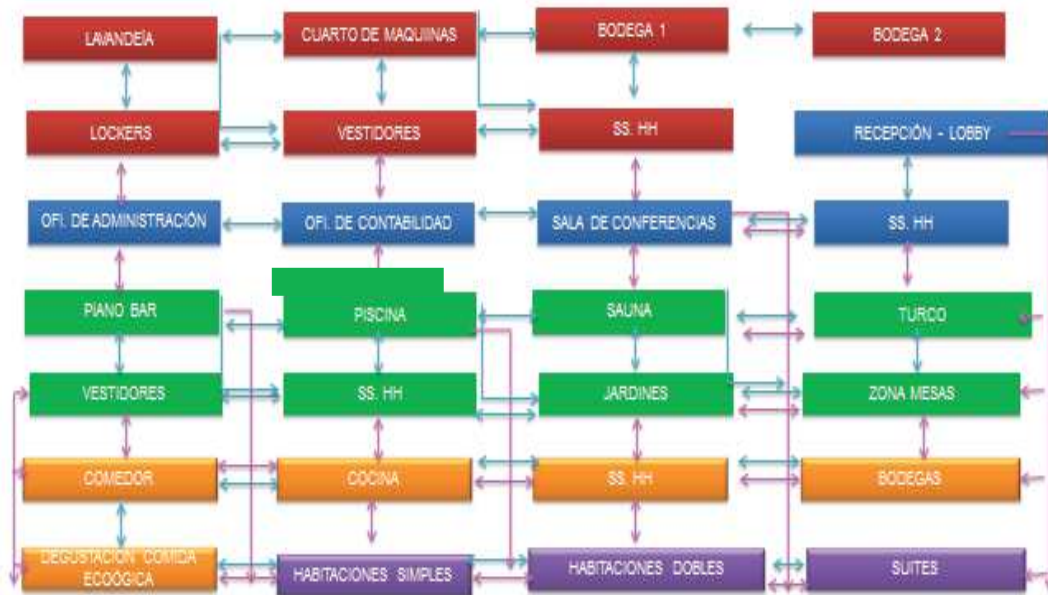 LAVANDEÍA
CUARTO DE MAQUIINAS
BODEGA 1
BODEGA 2
LOCKERS
VESTIDORES
SS. HH
RECEPCIÓN - LOBBY
OFI. DE ADMINISTRACIÓN
OFI. DE CONTABILIDAD
SALA DE CONFERENCIAS
SS. HH
PIANO BAR
PISCINA
SAUNA
TURCO
VESTIDORES
SS. HH
JARDINES
ZONA MESAS
COMEDOR
COCINA
SS. HH
BODEGAS
DEGUSTACIÓN COMIDA
ECOÓGICA
HABITACIONES SIMPLES
HABITACIONES DOBLES
SUITES